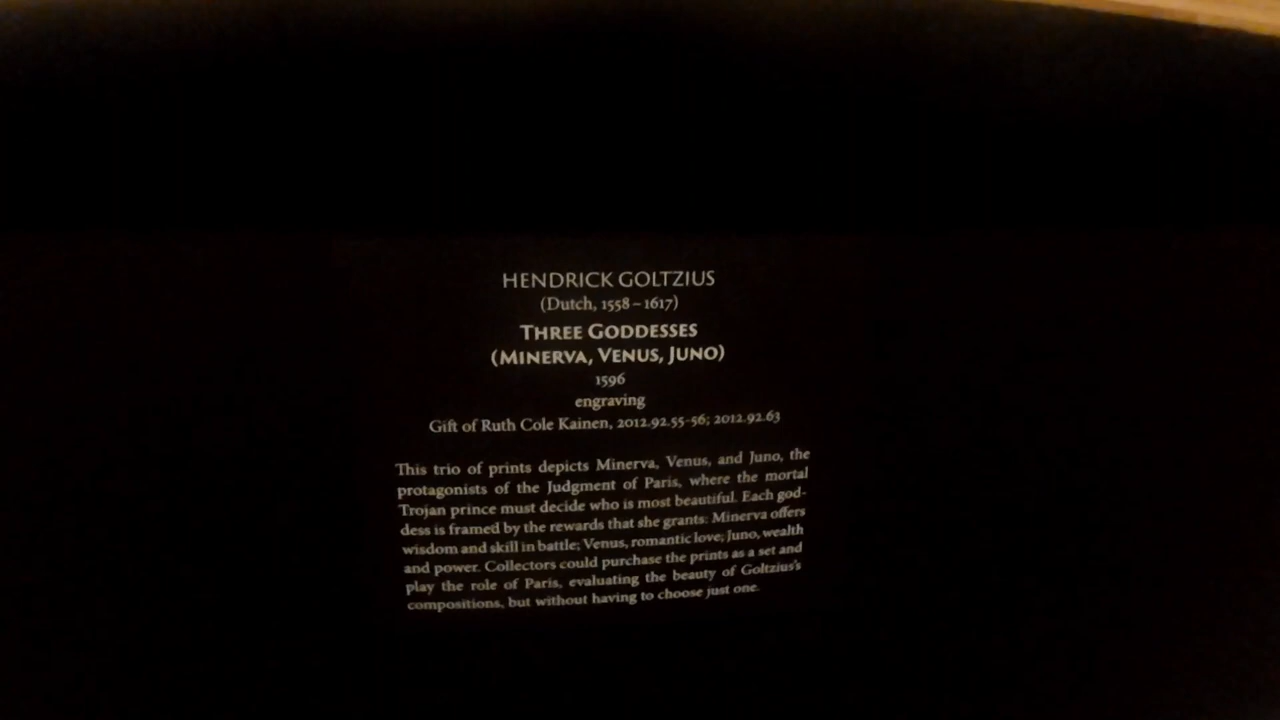 HENDRICK GOLTZIUS
(Dutch, 1558 – 1617)
THREE GODDESSES
(MINERVA, VENUS, JUNO)
1596
engraving
Gift of Ruth Cole Kainen, 2012.92.55-56; 2012.92.63
This trio of prints depicts Minerva, Venus, and Juno, the
protagonists of the Judgment of Paris, where the mortal
Trojan prince must decide who is most beautiful. Each god-
dess is framed by the rewards that she grants: Minerva offers
wisdom and skill in battle; Venus, romantic love; Juno, wealth
and power. Collectors could purchase the prints as a set and
play the role of Paris, evaluating the beauty of Goltzius's
compositions, but without having to choose just one.